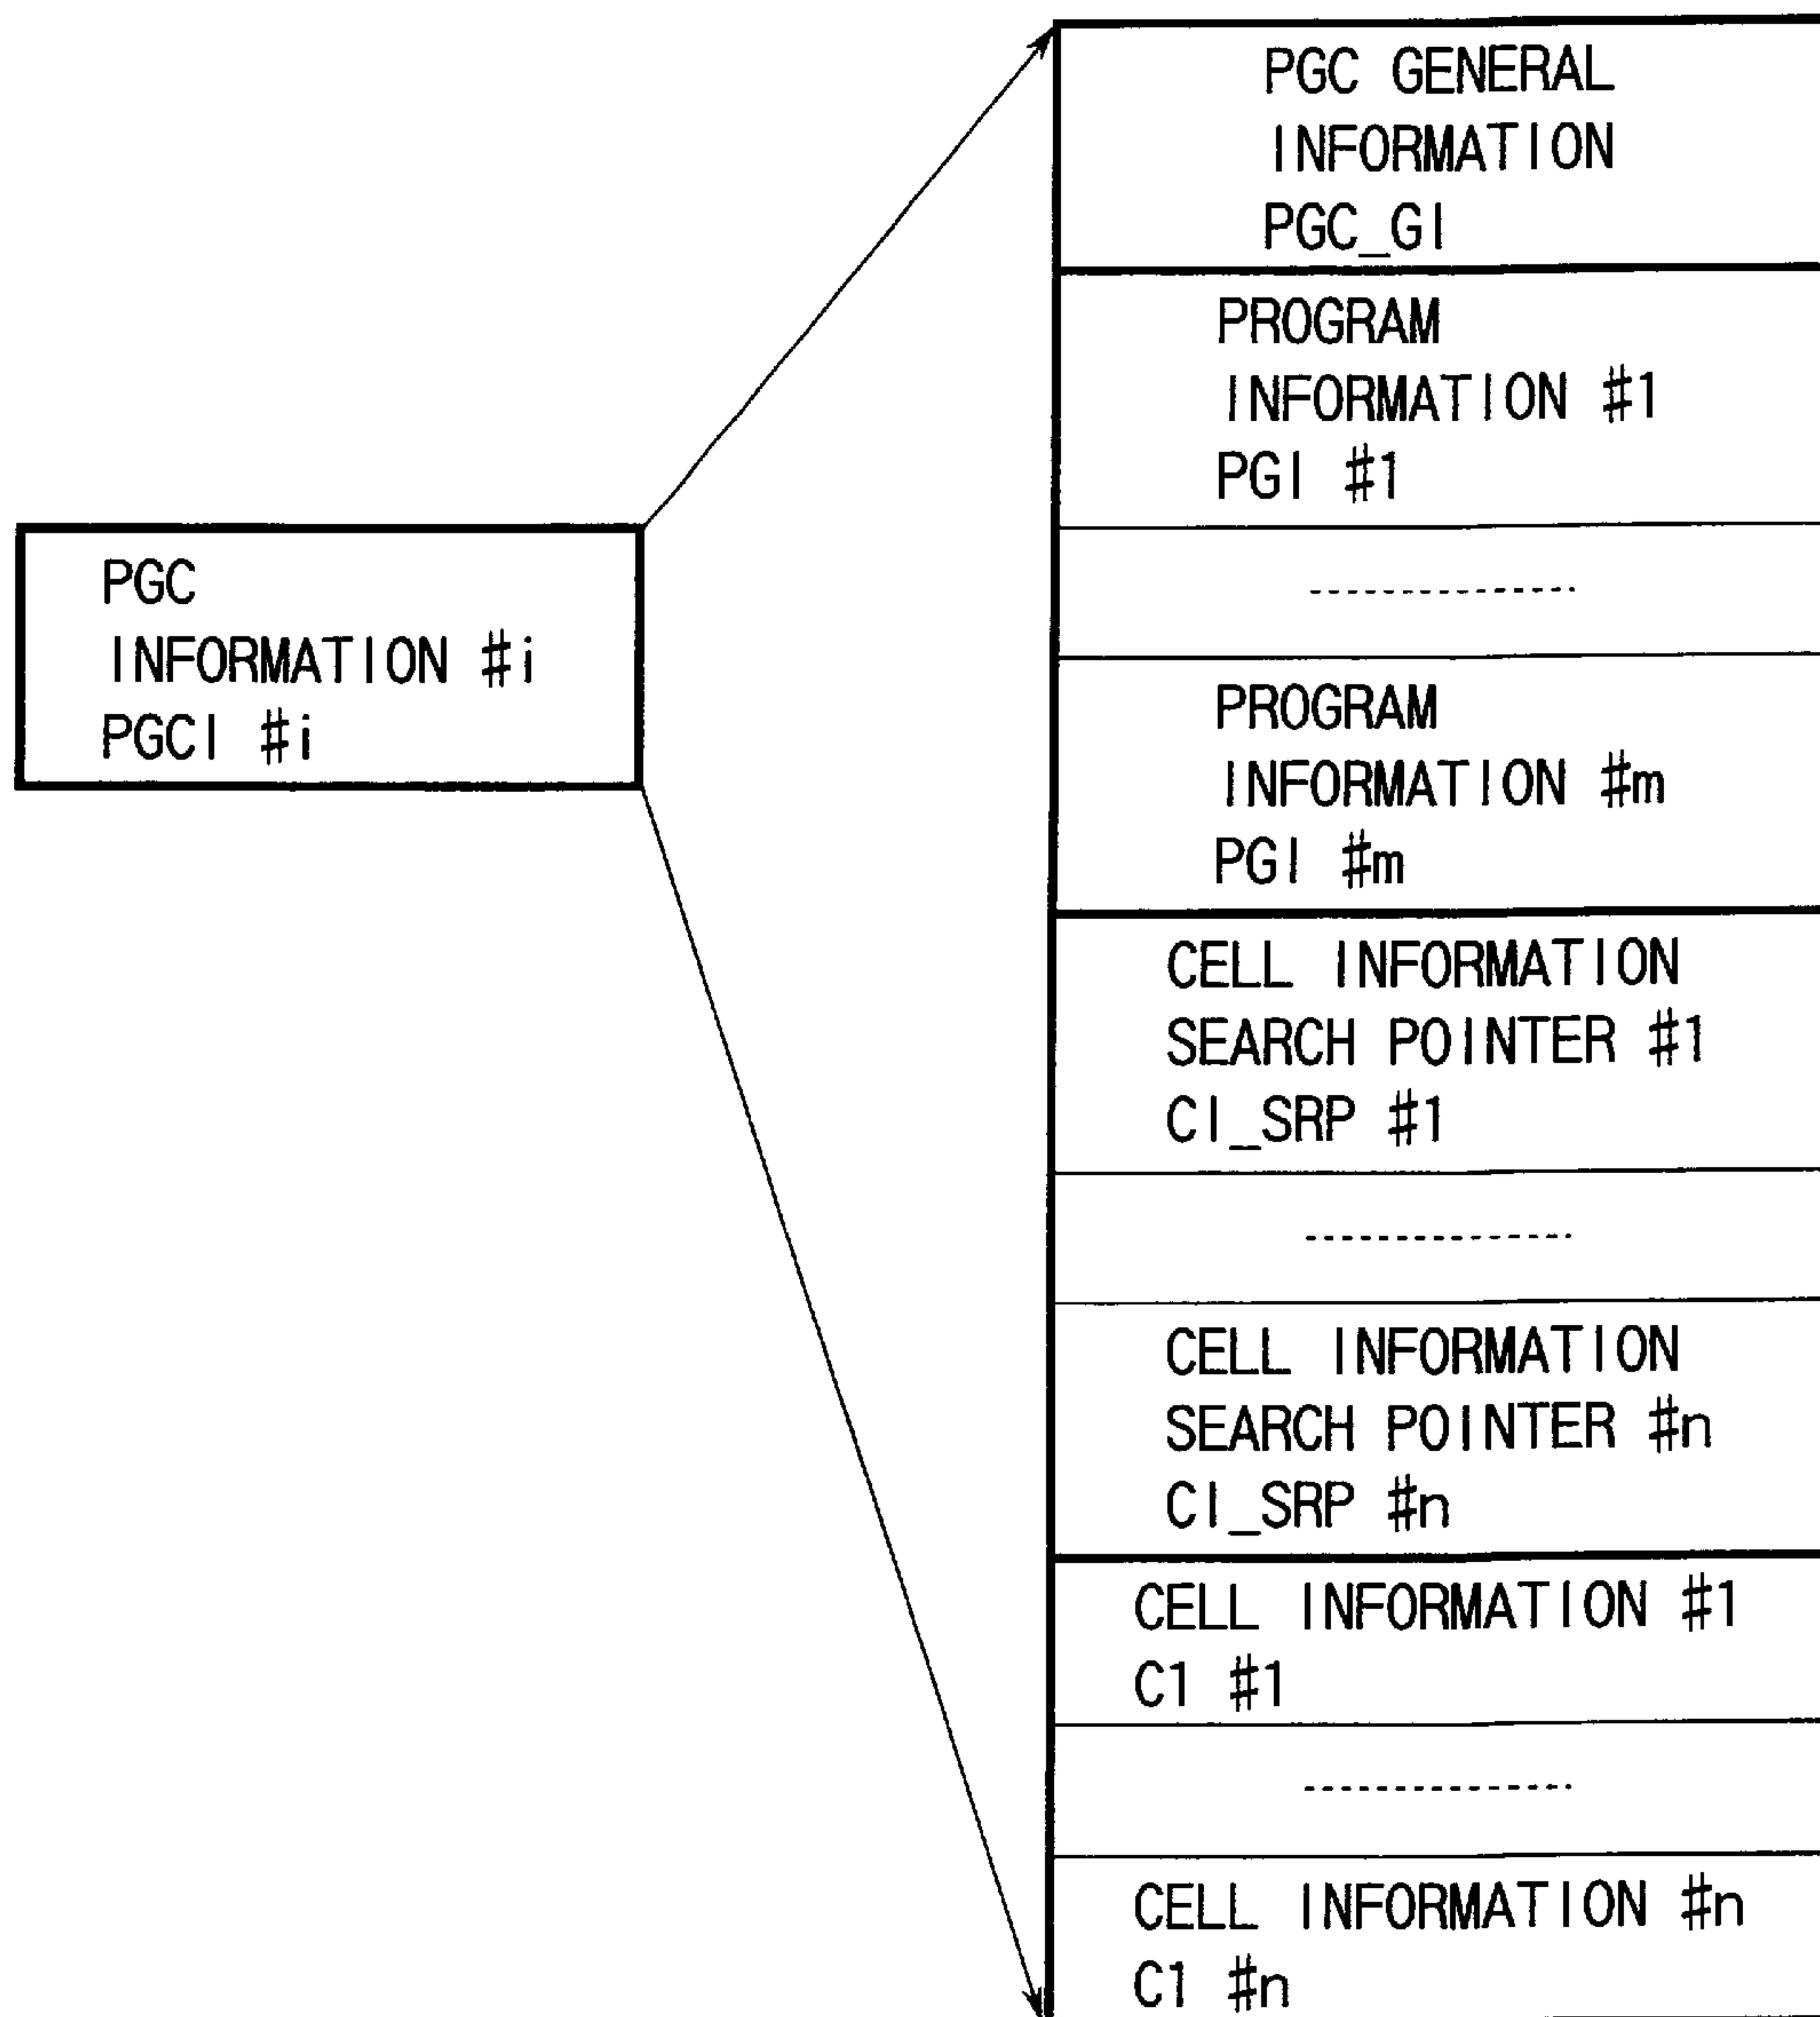 PGC
INFORMATION #i
PGCI #i
PGC GENERAL
INFORMATION
PGC_GI
PROGRAM
INFORMATION #1
PGI #1
PROGRAM
INFORMATION #m
PGI #m
CELL INFORMATION
SEARCH POINTER #1
CI_SRP #1
CELL INFORMATION
SEARCH POINTER #n
CI_SRP #n
CELL INFORMATION #1
C1 #1
CELL INFORMATION #n
C1 #n